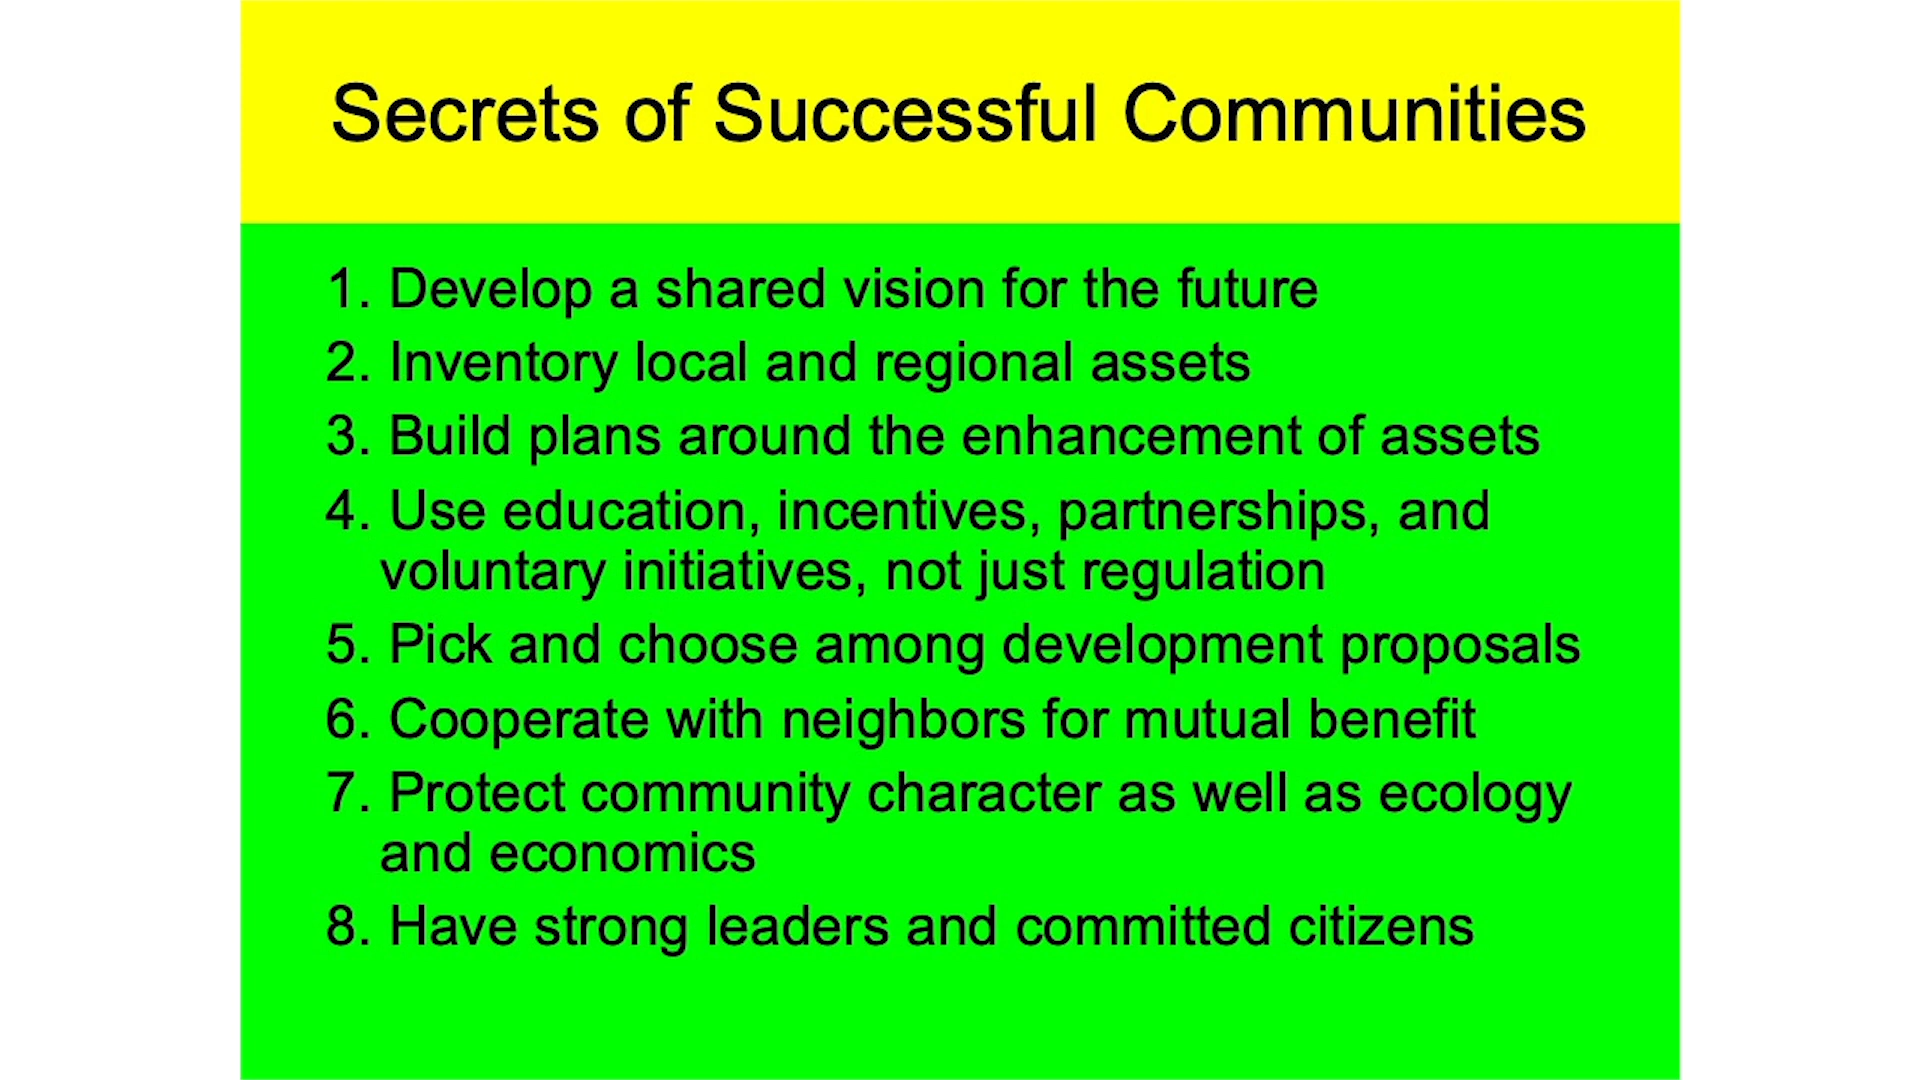 Secrets of Successful Communities
1. Develop a shared vision for the future
2. Inventory local and regional assets
3. Build plans around the enhancement of assets
4. Use education, incentives, partnerships, and
voluntary initiatives, not just regulation
5. Pick and choose among development proposals
6. Cooperate with neighbors for mutual benefit
7. Protect community character as well as ecology
and economics
8. Have strong leaders and committed citizens